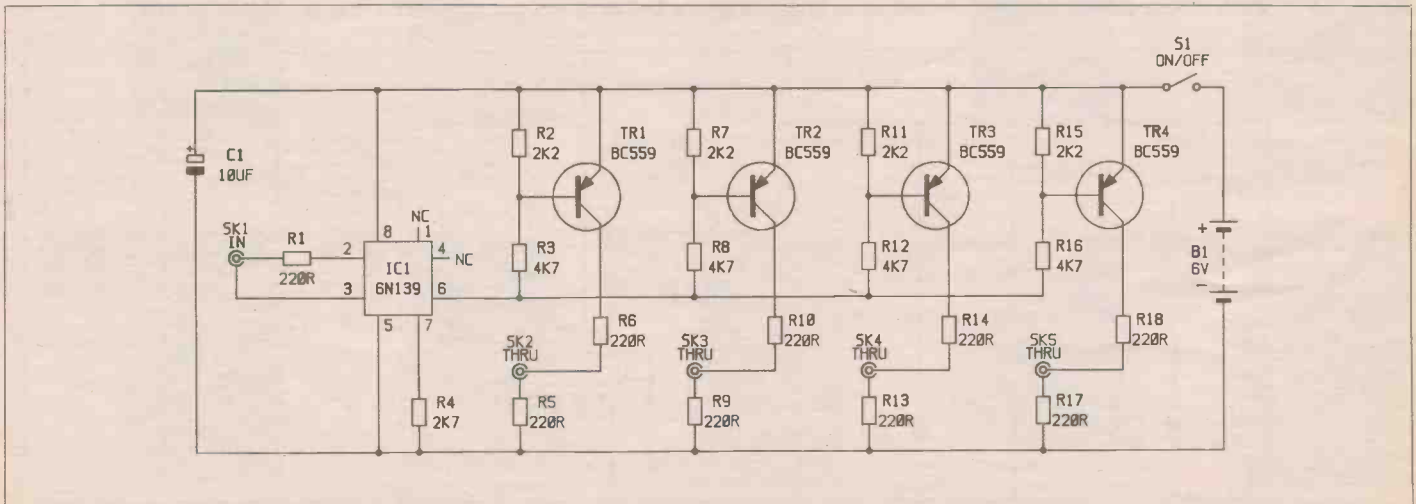 S1
ON/OFF
C1
10UF
SK1
IN
R1
220R
2
3
8
NC
1
4
NC
IC1
6N139
6
5
7
R4
2K7
R2
2K2
TR1
BC559
R3
4K7
R6
220R
SK2
THRU
R5
220R
R7
2K2
TR2
BC559
R8
4K7
R10
220R
SK3
THRU
R9
220R
R11
2K2
TR3
BC559
R12
4K7
R14
220R
SK4
THRU
R13
220R
R15
2K2
TR4
BC559
R16
4K7
R18
220R
SK5
THRU
R17
220R
+
B1
6V
-